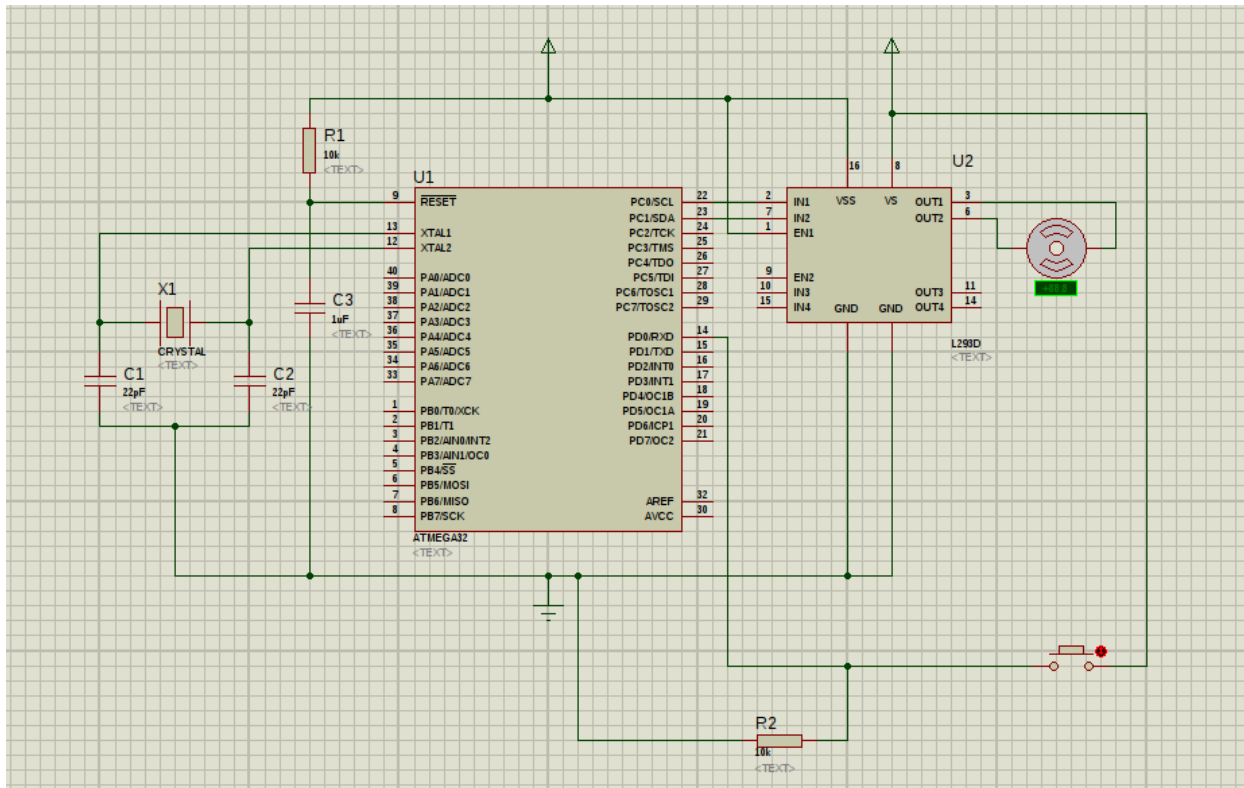 R1
10k
<TEXT>
U1
9
RESET
13
XTAL1
12
XTAL2
40
PA0/ADC0
39
PA1/ADC1
38
PA2/ADC2
37
PA3/ADC3
36
PA4/ADC4
35
PA5/ADC5
34
PA6/ADC6
33
PA7/ADC7
1
PB0/T0/XCK
2
PB1/T1
3
PB2/AIN0/INT2
4
PB3/AIN1/OC0
5
PB4/SS
6
PB5/MOSI
7
PB6/MISO
8
PB7/SCK
PC0/SCL
22
PC1/SDA
23
PC2/TCK
24
PC3/TMS
25
PC4/TDO
26
PC5/TDI
27
PC6/TOSC1
28
PC7/TOSC2
29
PD0/RXD
14
PD1/TXD
15
PD2/INT0
16
PD3/INT1
17
PD4/OC1B
18
PD5/OC1A
19
PD6/ICP1
20
PD7/OC2
21
AREF
32
AVCC
30
ATMEGA32
<TEXT>
X1
CRYSTAL
<TEXT>
C1
22pF
<TEXT>
C2
22pF
<TEXT>
C3
1uF
<TEXT>
U2
16
8
VSS
VS
2
IN1
7
IN2
1
EN1
9
EN2
10
IN3
15
IN4
OUT1
3
OUT2
6
OUT3
11
OUT4
14
GND
GND
L293D
<TEXT>
+88.8
R2
10k
<TEXT>